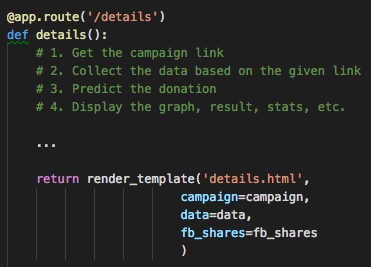 @app.route('/details')
def details():
    # 1. Get the campaign link
    # 2. Collect the data based on the given link
    # 3. Predict the donation
    # 4. Display the graph, result, stats, etc.
    ...
    return render_template('details.html',
                        campaign=campaign,
                        data=data,
                        fb_shares=fb_shares
                        )